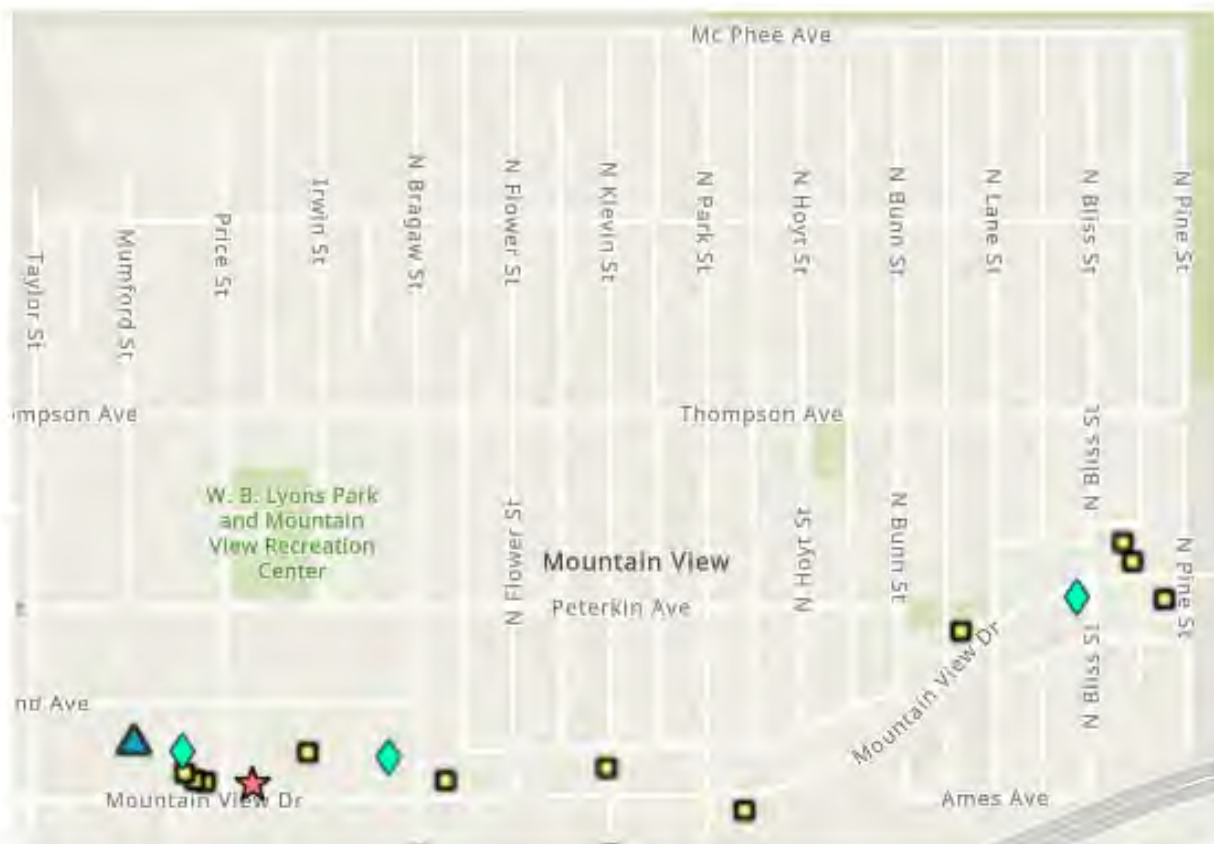 Mc Phee Ave
Taylor St
Mumford St
Price St
Irwin St
N Bragaw St
N Flower St
N Klevin St
N Park St
N Hoyt St
N Bunn St
N Lane St
N Bliss St
N Pine St
mpson Ave
Thompson Ave
N Bliss St
W. B. Lyons Park
and Mountain
View Recreation
Center
N Flower St
Mountain View
Peterkin Ave
N Hoyt St
N Bunn St
N Pine St
Mountain View Dr
N Bliss St
nd Ave
Mountain View Dr
Ames Ave